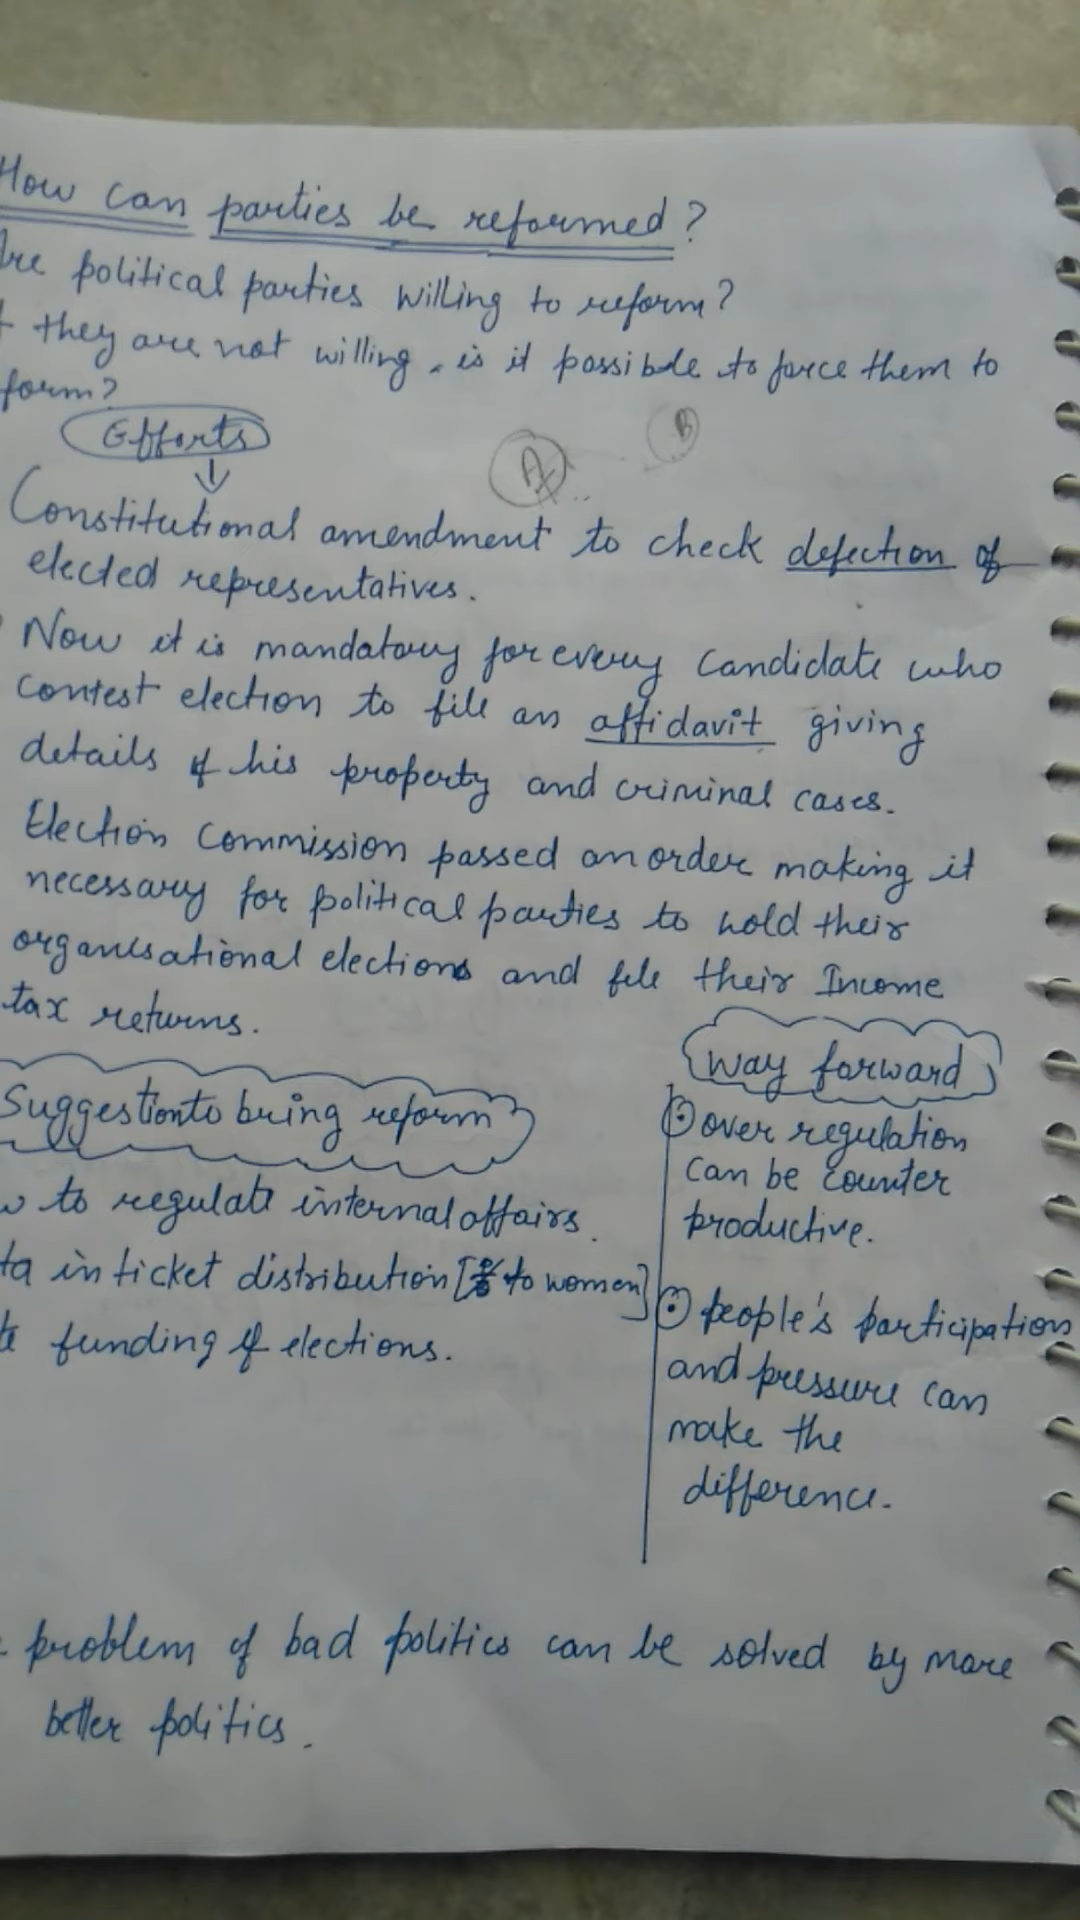 How can parties be reformed?
Are political parties willing to reform?
they are not willing, is it possible to force them to
form?
Efforts
A
B
Constitutional amendment to check defection of
elected representatives.
Now it is mandatory for every candidate who
contest election to file an affidavit giving
details of his property and criminal cases.
Election Commission passed an order making it
necessary for political parties to hold their
organisational elections and file their Income
tax returns.
Suggestion to bring reform
to regulate internal affairs.
ta in ticket distribution [ to women]
funding of elections.
Way forward
over regulation
can be counter
productive.
people's participation
and pressure can
make the
difference.
problem of bad politics can be solved by more
better politics.